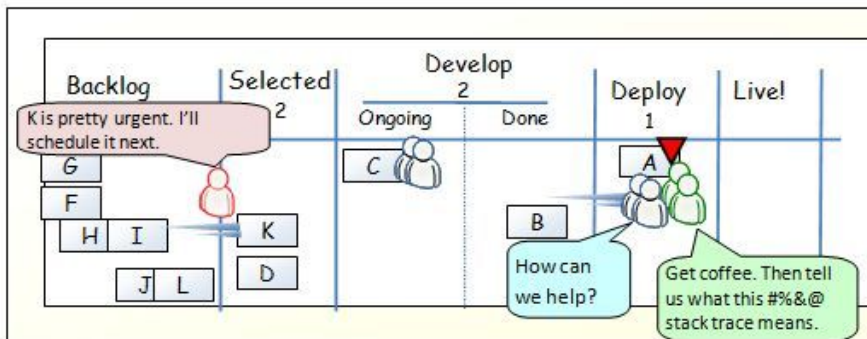 Backlog
Selected
2
Develop
2
Ongoing
Done
Deploy
1
Live!
K is pretty urgent. I'll
schedule it next.
G
F
H
I
J
L
K
D
C
B
A
How can
we help?
Get coffee. Then tell
us what this #%&@
stack trace means.